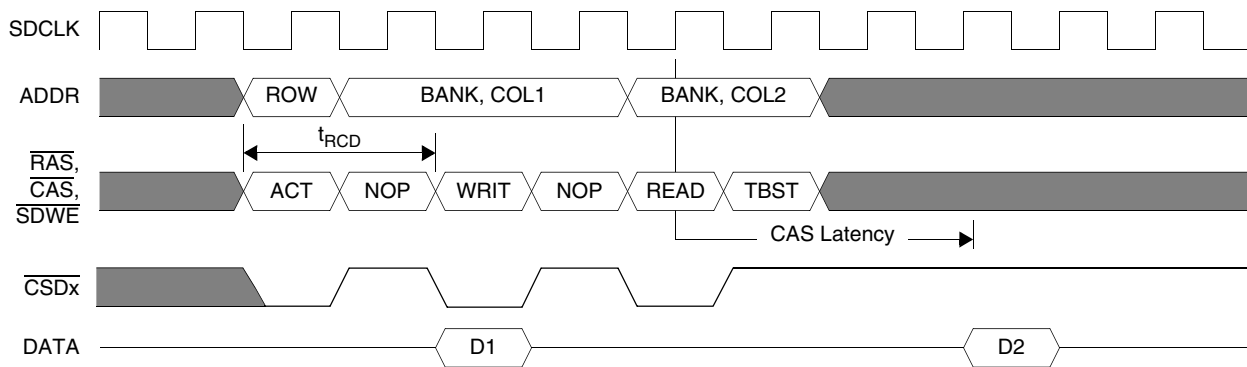 SDCLK
ADDR ROW BANK, COL1 BANK, COL2
tRCD
RAS,
CAS,
SDWE
ACT NOP WRIT NOP READ TBST
CAS Latency
CSDx
DATA D1 D2